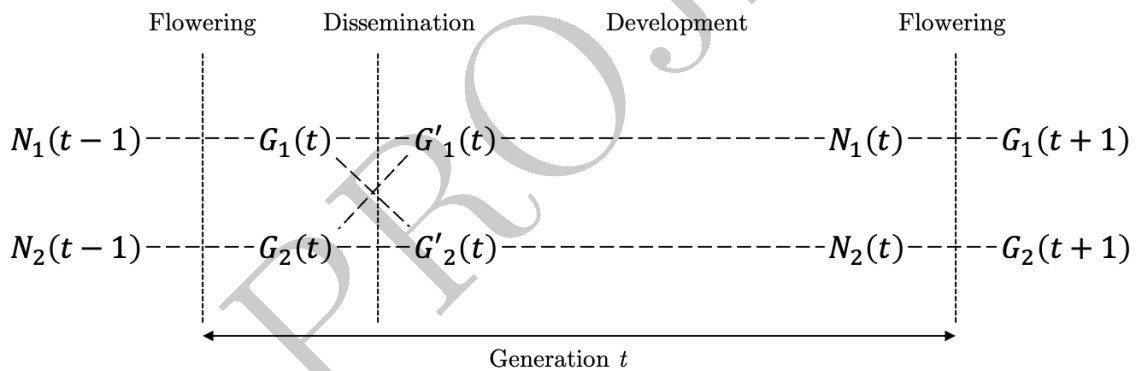 Flowering Dissemination Development Flowering
N₁(t − 1) G₁(t) G′₁(t) N₁(t) G₁(t + 1)
N₂(t − 1) G₂(t) G′₂(t) N₂(t) G₂(t + 1)
Generation t
PROJ